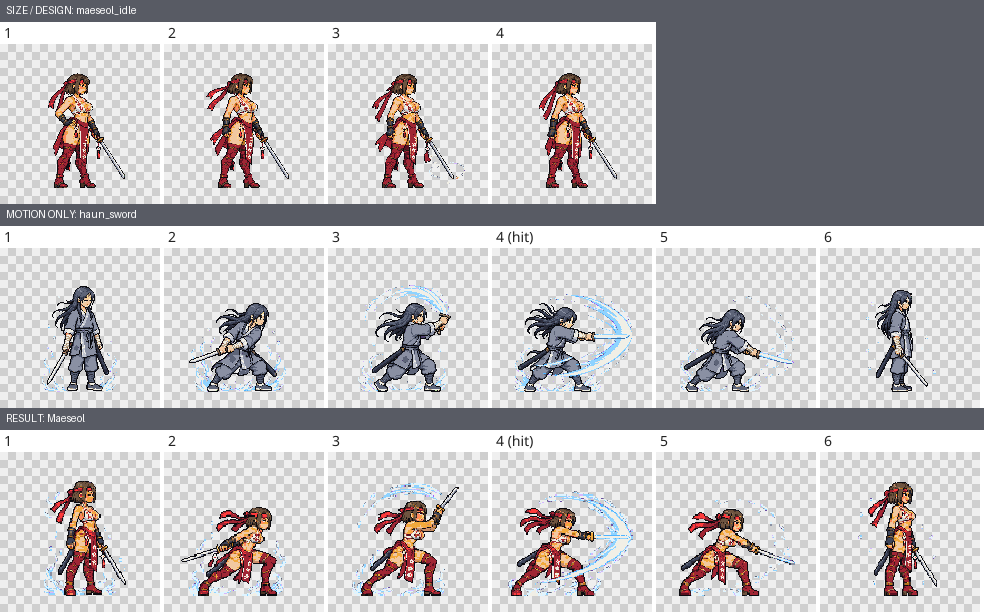 SIZE / DESIGN: maeseol_idle
1 2 3 4
MOTION ONLY: haun_sword
1 2 3 4 (hit) 5 6
RESULT: Maeseol
1 2 3 4 (hit) 5 6